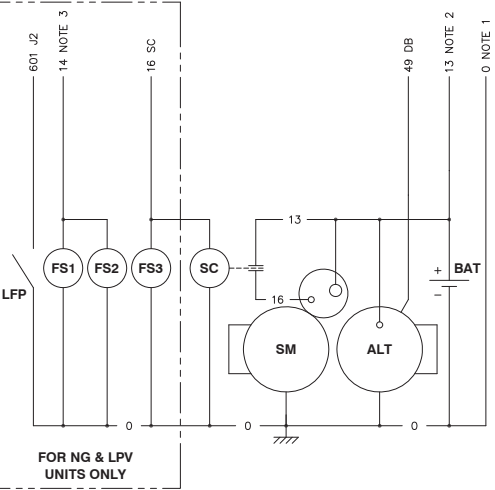 601 J2
14 NOTE 3
16 SC
49 DB
13 NOTE 2
0 NOTE 1
13
FS1
FS2
FS3
SC
+ BAT
−
LFP
16
SM
ALT
0
0
0
FOR NG & LPV
UNITS ONLY